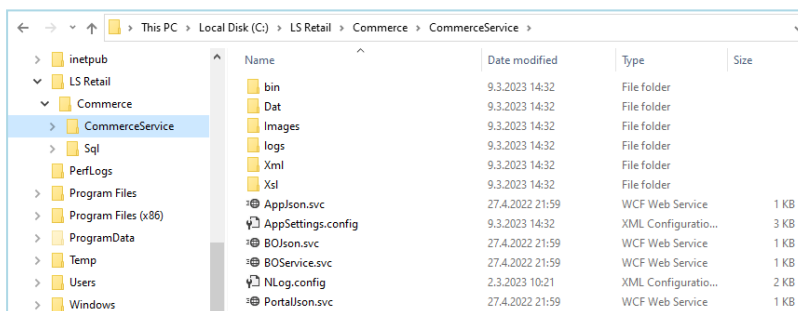 This PC > Local Disk (C:) > LS Retail > Commerce > CommerceService >
inetpub
LS Retail
Commerce
CommerceService
Sql
PerfLogs
Program Files
Program Files (x86)
ProgramData
Temp
Users
Windows
Name Date modified Type Size
bin 9.3.2023 14:32 File folder
Dat 9.3.2023 14:32 File folder
Images 9.3.2023 14:32 File folder
logs 9.3.2023 14:32 File folder
Xml 9.3.2023 14:32 File folder
Xsl 9.3.2023 14:32 File folder
AppJson.svc 27.4.2022 21:59 WCF Web Service 1 KB
AppSettings.config 9.3.2023 14:32 XML Configuratio... 3 KB
BOJson.svc 27.4.2022 21:59 WCF Web Service 1 KB
BOService.svc 27.4.2022 21:59 WCF Web Service 1 KB
NLog.config 2.3.2023 10:21 XML Configuratio... 2 KB
PortalJson.svc 27.4.2022 21:59 WCF Web Service 1 KB